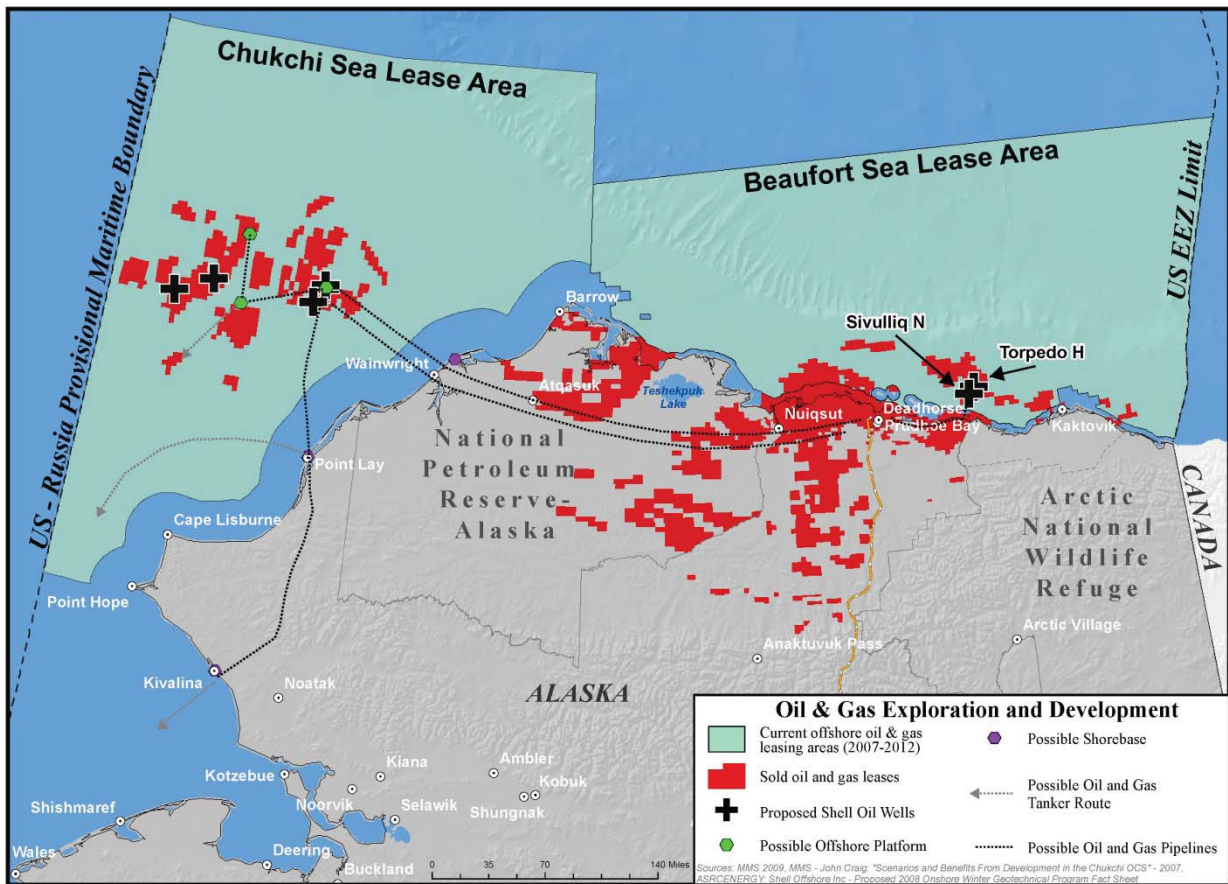 Chukchi Sea Lease Area
Beaufort Sea Lease Area
US - Russia Provisional Maritime Boundary
US EEZ Limit
Barrow
Sivulliq N
Torpedo H
Wainwright
Atqasuk
Teshekpuk
Lake
Nuiqsut
Deadhorse
Prudhoe Bay
Kaktovik
National
Petroleum
Reserve-
Alaska
Point Lay
Cape Lisburne
Point Hope
Arctic
National
Wildlife
Refuge
CANADA
Arctic Village
Anaktuvuk Pass
Kivalina
Noatak
ALASKA
Kiana
Ambler
Kobuk
Kotzebue
Noorvik
Selawik
Shungnak
Shishmaref
Deering
Wales
Buckland
0 35 70 140 Miles
Oil & Gas Exploration and Development
Current offshore oil & gas
leasing areas (2007-2012)
Sold oil and gas leases
Proposed Shell Oil Wells
Possible Offshore Platform
Possible Shorebase
Possible Oil and Gas
Tanker Route
Possible Oil and Gas Pipelines
Sources: MMS 2009, MMS - John Craig: "Scenarios and Benefits From Development in the Chukchi OCS" - 2007,
ASRCENERGY: Shell Offshore Inc - Proposed 2008 Onshore Winter Geotechnical Program Fact Sheet